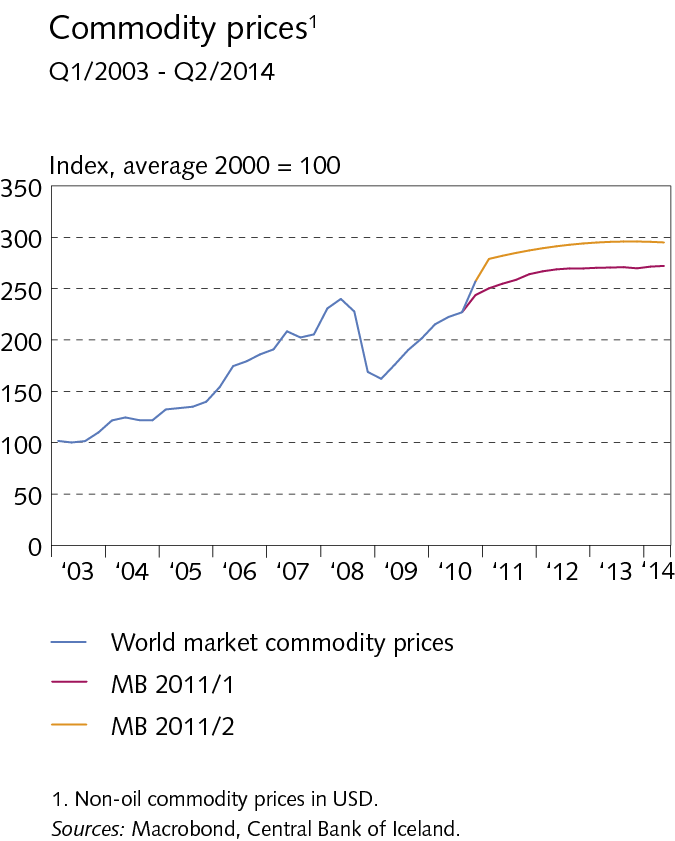 Commodity prices¹
Q1/2003 - Q2/2014
Index, average 2000 = 100
350
300
250
200
150
100
50
0
‘03 ‘04 ‘05 ‘06 ‘07 ‘08 ‘09 ‘10 ‘11 ‘12 ‘13 ‘14
World market commodity prices
MB 2011/1
MB 2011/2
1. Non-oil commodity prices in USD.
Sources: Macrobond, Central Bank of Iceland.